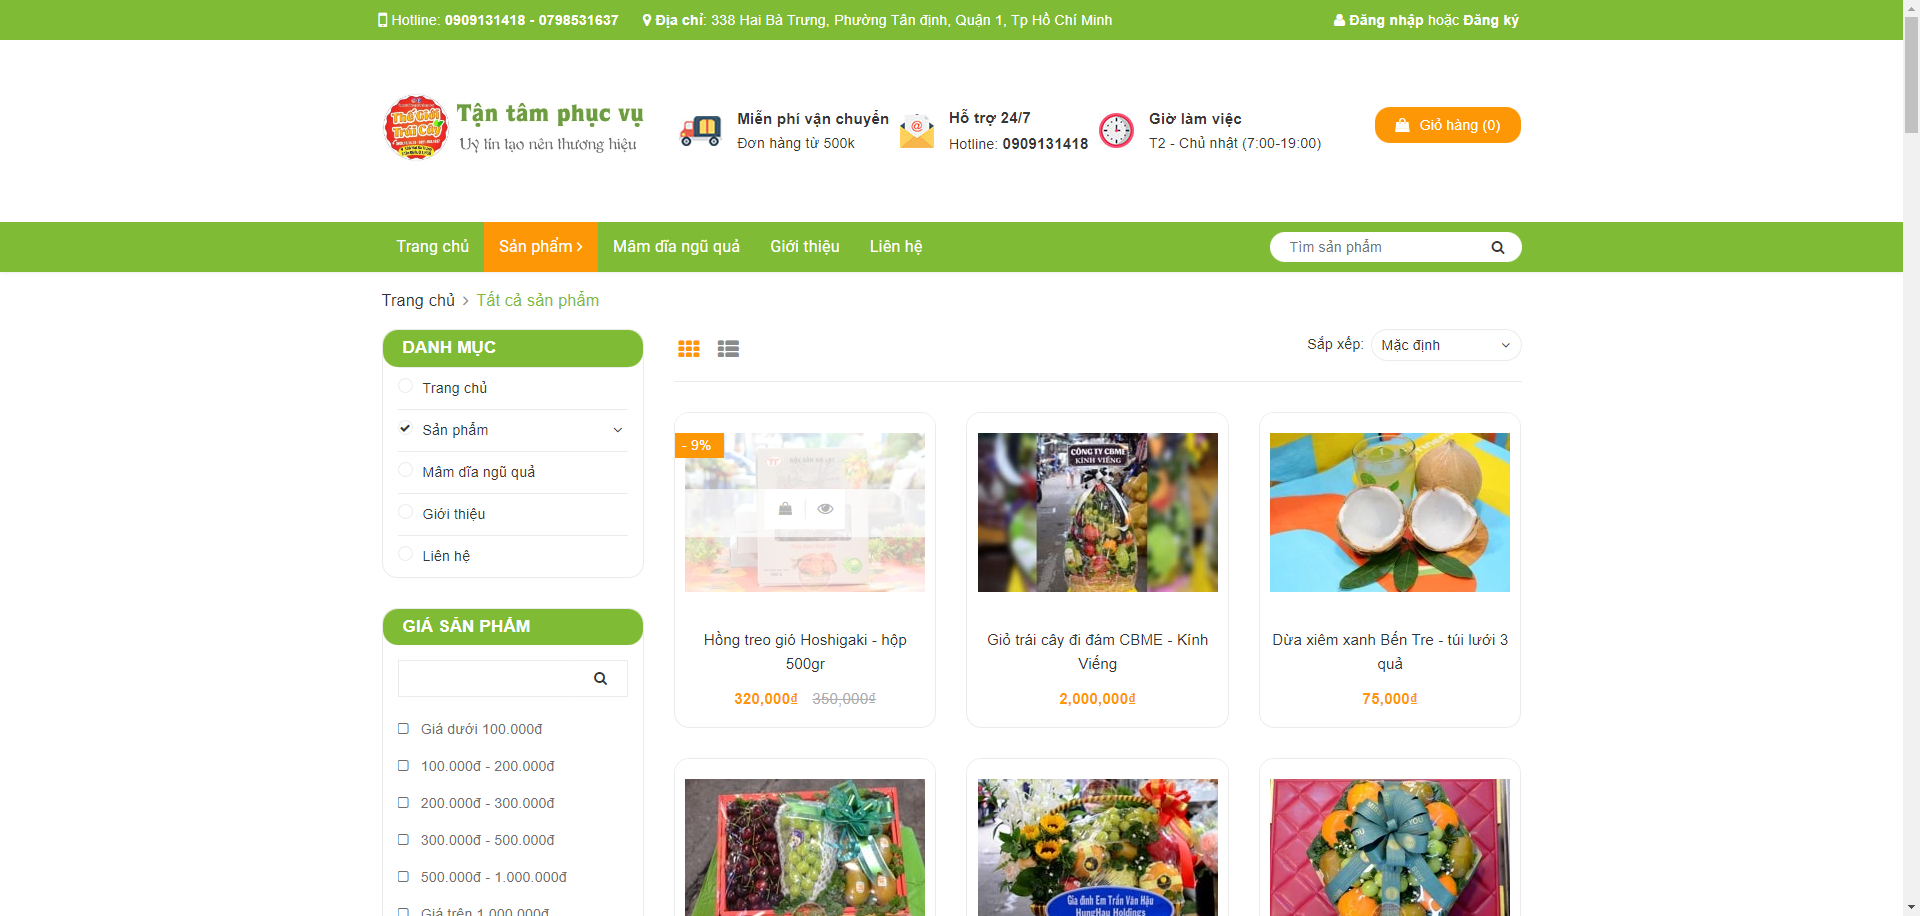 Hotline: 0909131418 - 0798531637
Địa chỉ: 338 Hai Bà Trưng, Phường Tân định, Quận 1, Tp Hồ Chí Minh
Đăng nhập hoặc Đăng ký
Thế Giới
Trái Cây
Tận tâm phục vụ
Uy tín tạo nên thương hiệu
Miễn phí vận chuyển
Đơn hàng từ 500k
Hỗ trợ 24/7
Hotline: 0909131418
Giờ làm việc
T2 - Chủ nhật (7:00-19:00)
Giỏ hàng (0)
Trang chủ
Sản phẩm
Mâm dĩa ngũ quả
Giới thiệu
Liên hệ
Tìm sản phẩm
Trang chủ > Tất cả sản phẩm
DANH MỤC
Trang chủ
Sản phẩm
Mâm dĩa ngũ quả
Giới thiệu
Liên hệ
GIÁ SẢN PHẨM
Giá dưới 100.000đ
100.000đ - 200.000đ
200.000đ - 300.000đ
300.000đ - 500.000đ
500.000đ - 1.000.000đ
Giá trên 1.000.000đ
Sắp xếp: Mặc định
- 9%
Hồng treo gió Hoshigaki - hộp
500gr
320,000₫ 350,000₫
CÔNG TY CBME
KÍNH VIẾNG
Giỏ trái cây đi đám CBME - Kính
Viếng
2,000,000₫
Dừa xiêm xanh Bến Tre - túi lưới 3
quả
75,000₫
Gia đình Em Trần Văn Hậu
HungHau Holdings